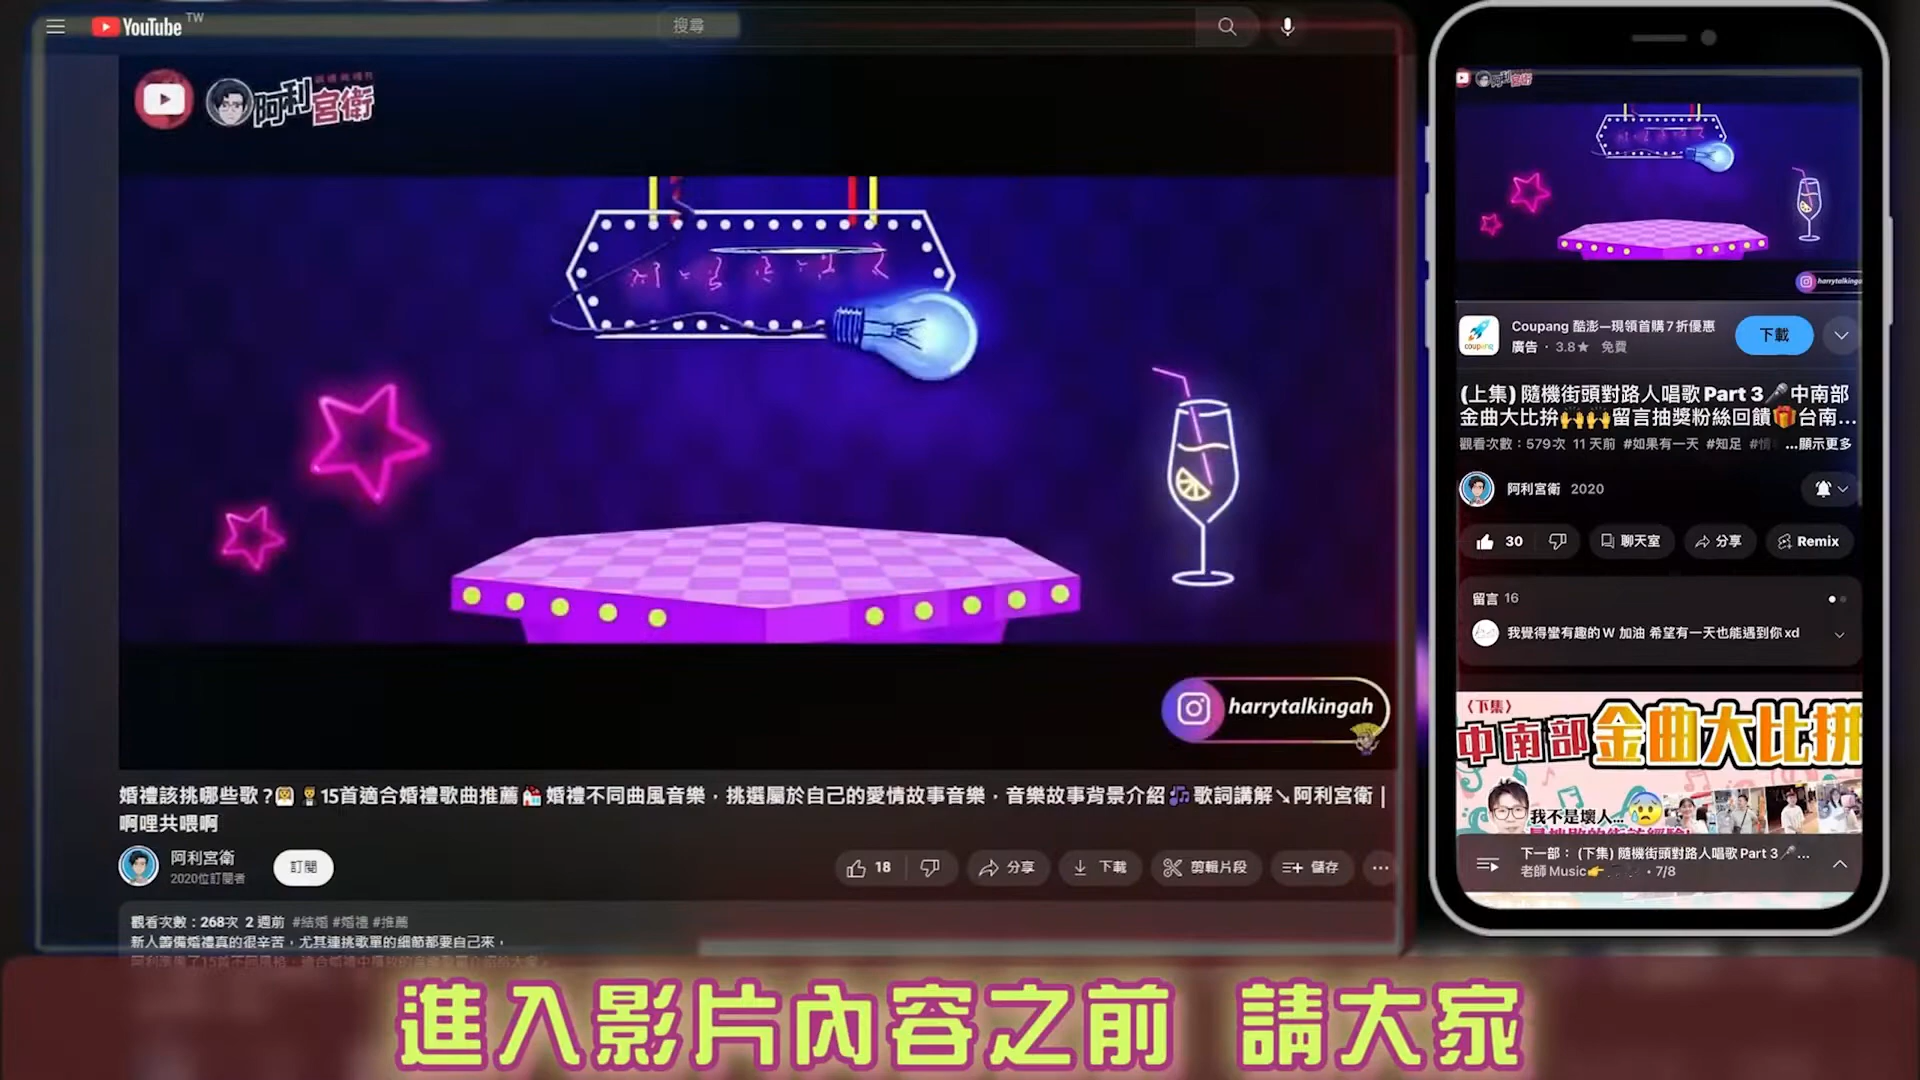 YouTube TW
搜尋
阿利宮衛
harrytalkingah
婚禮該挑哪些歌？👰🤵15首適合婚禮歌曲推薦💒婚禮不同曲風音樂，挑選屬於自己的愛情故事音樂，音樂故事背景介紹🎶歌詞講解↘阿利宮衛 |
啊哩共喂啊
阿利宮衛
2020位訂閱者
訂閱
18
分享
下載
剪輯片段
儲存
觀看次數：268次 2 週前 #結婚 #婚禮 #推薦
新人籌備婚禮真的很辛苦，尤其連挑歌單的細節都要自己來，
阿利宮衛
harrytalkinga
Coupang 酷澎—現領首購7折優惠
廣告 · 3.8★ 免費
coupang
下載
(上集) 隨機街頭對路人唱歌 Part 3🎤中南部
金曲大比拚🙌🙌留言抽獎粉絲回饋🎁台南...
觀看次數：579次 11 天前 #如果有一天 #知足 #情 ...顯示更多
阿利宮衛 2020
30
聊天室
分享
Remix
留言 16
我覺得蠻有趣的W 加油 希望有一天也能遇到你xd
〈下集〉
中南部金曲大比拼
我不是壞人...
下一部： (下集) 隨機街頭對路人唱歌 Part 3🎤...
老師Music👉 • 7/8
進入影片內容之前 請大家